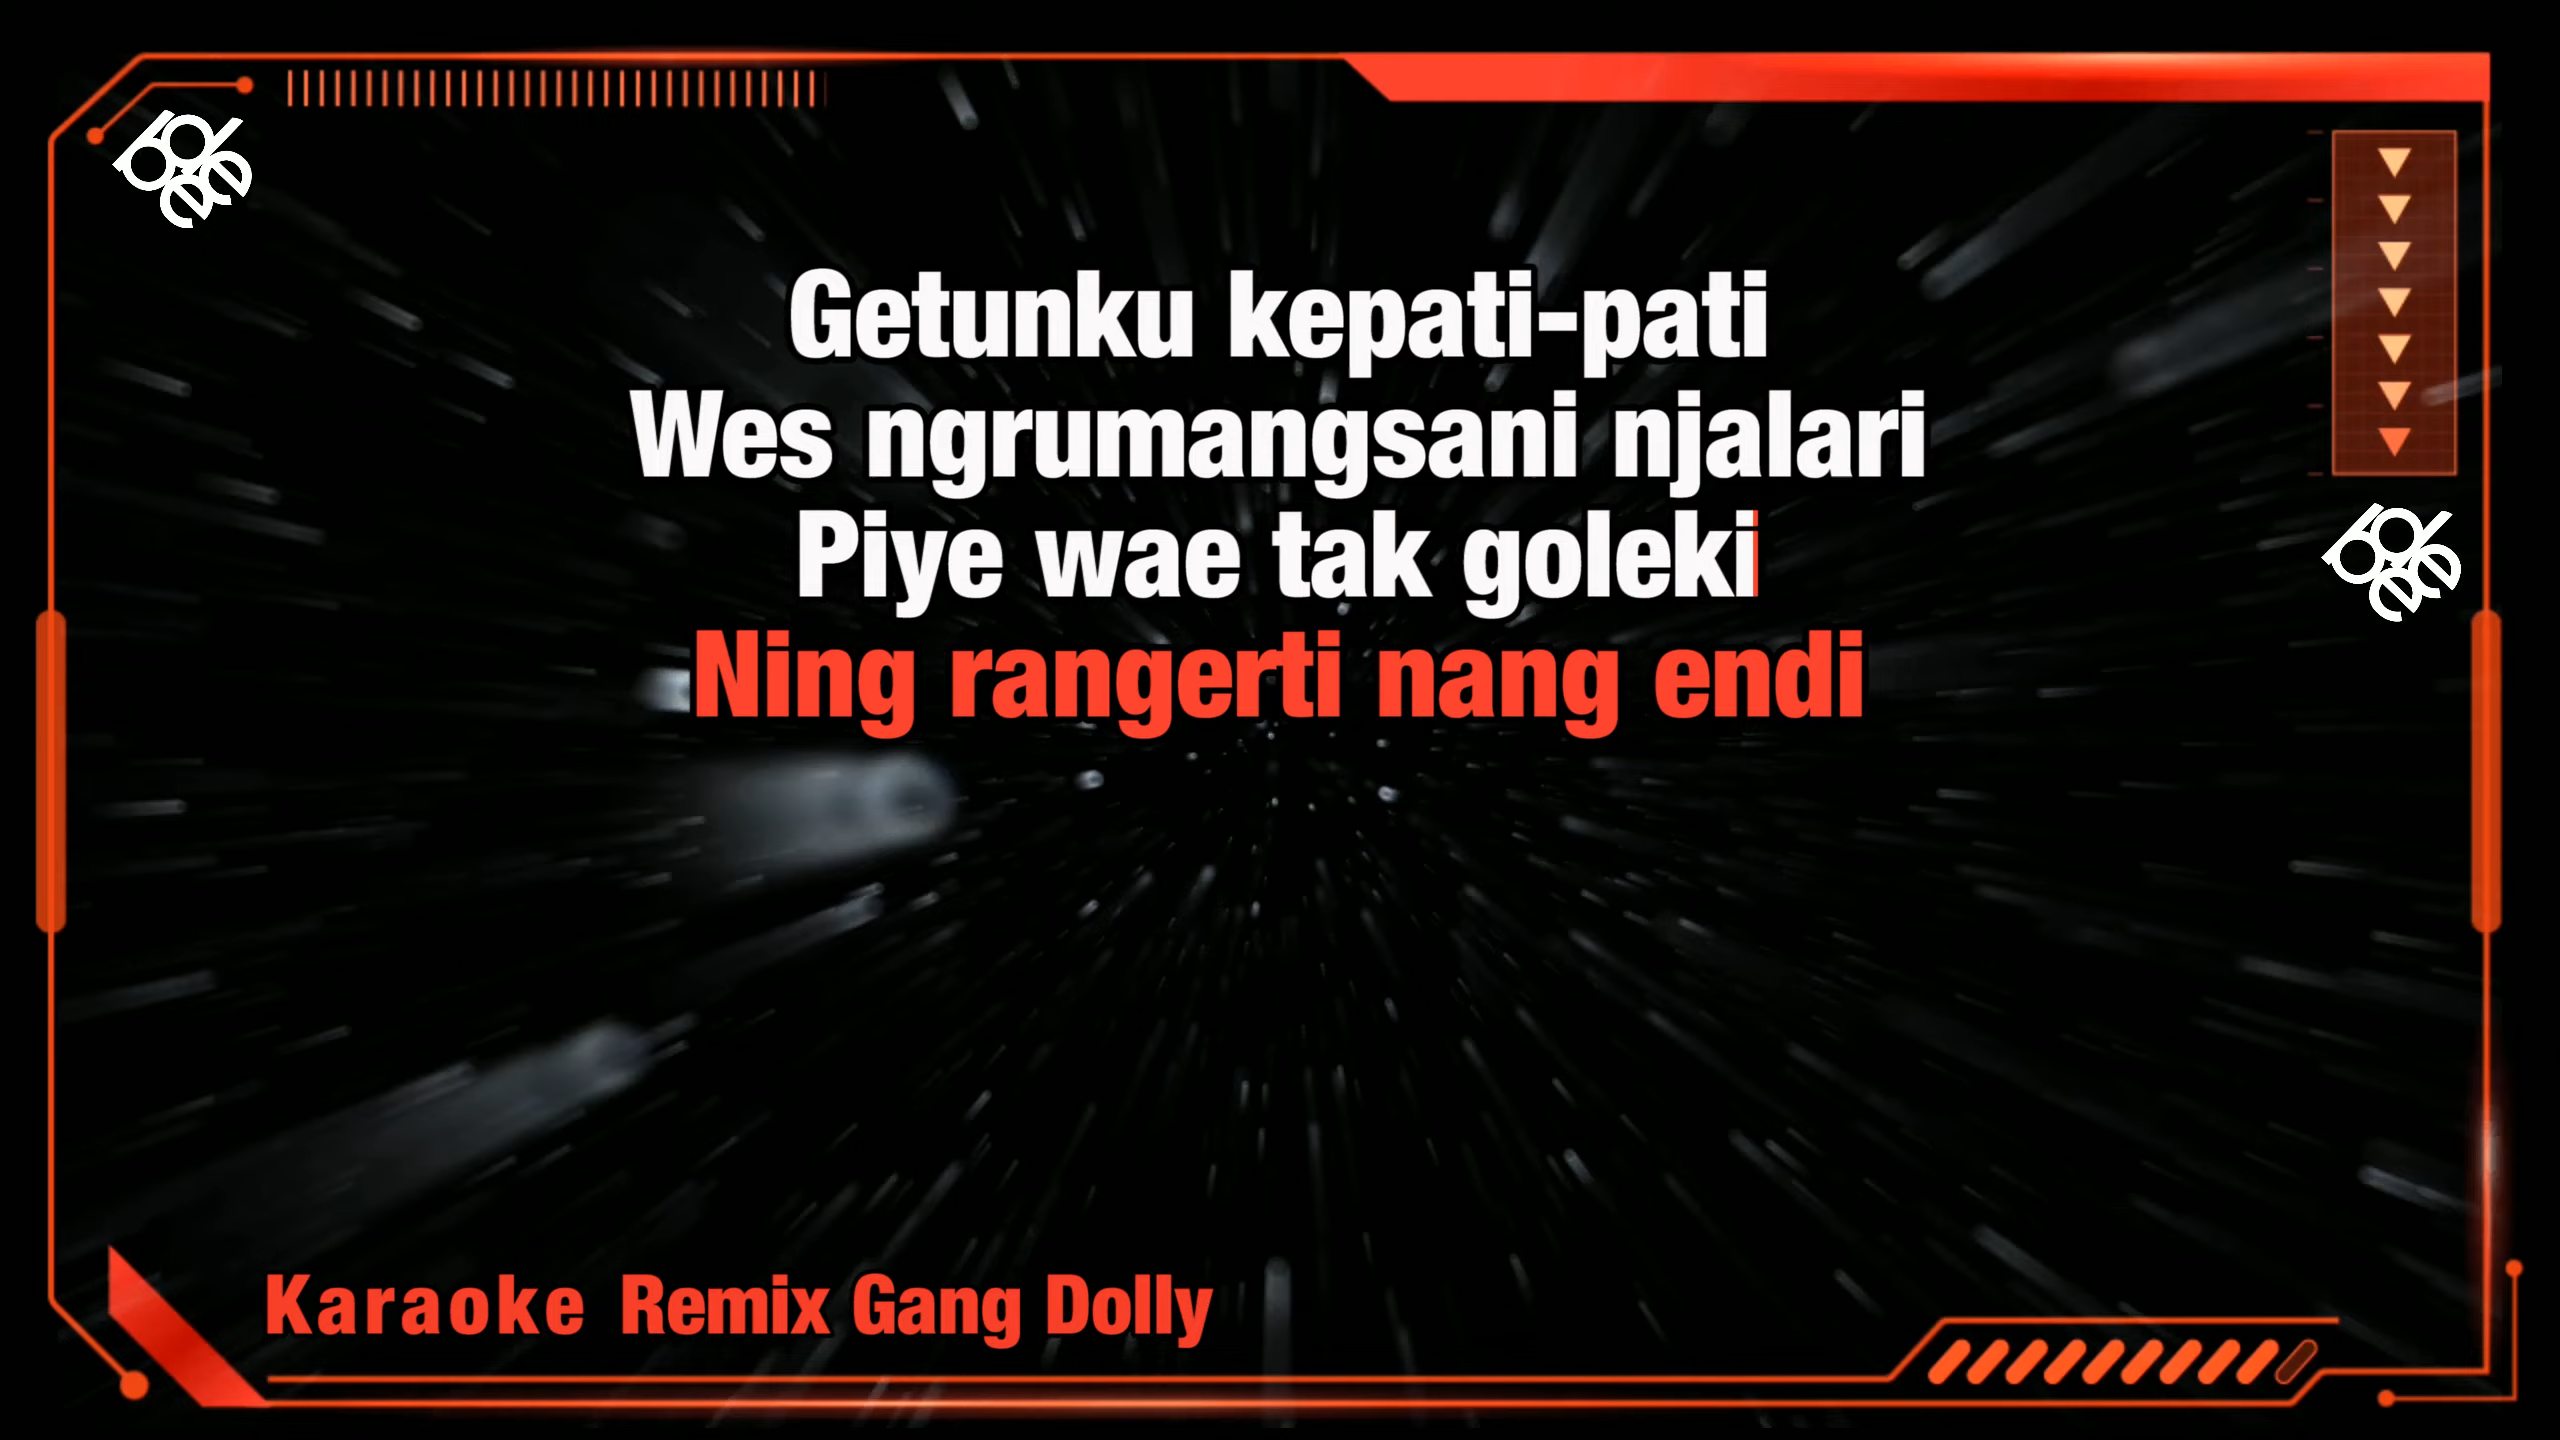 Getunku kepati-pati
Wes ngrumangsani njalari
Piye wae tak goleki
Ning rangerti nang endi
Karaoke Remix Gang Dolly